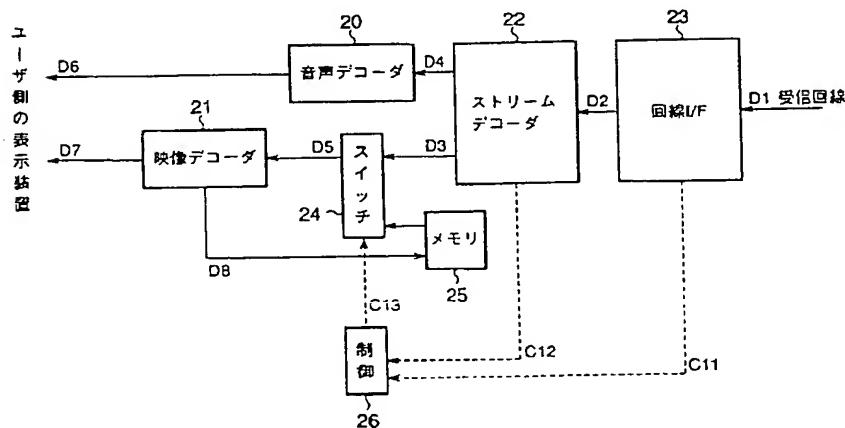 ユーザ側の表示装置
20
音声デコーダ
D6
D4
22
ストリームデコーダ
23
回線I/F
D2
D1 受信回線
21
映像デコーダ
D7
D5
スイッチ
24
D3
メモリ
25
D8
C13
制御
26
C12
C11